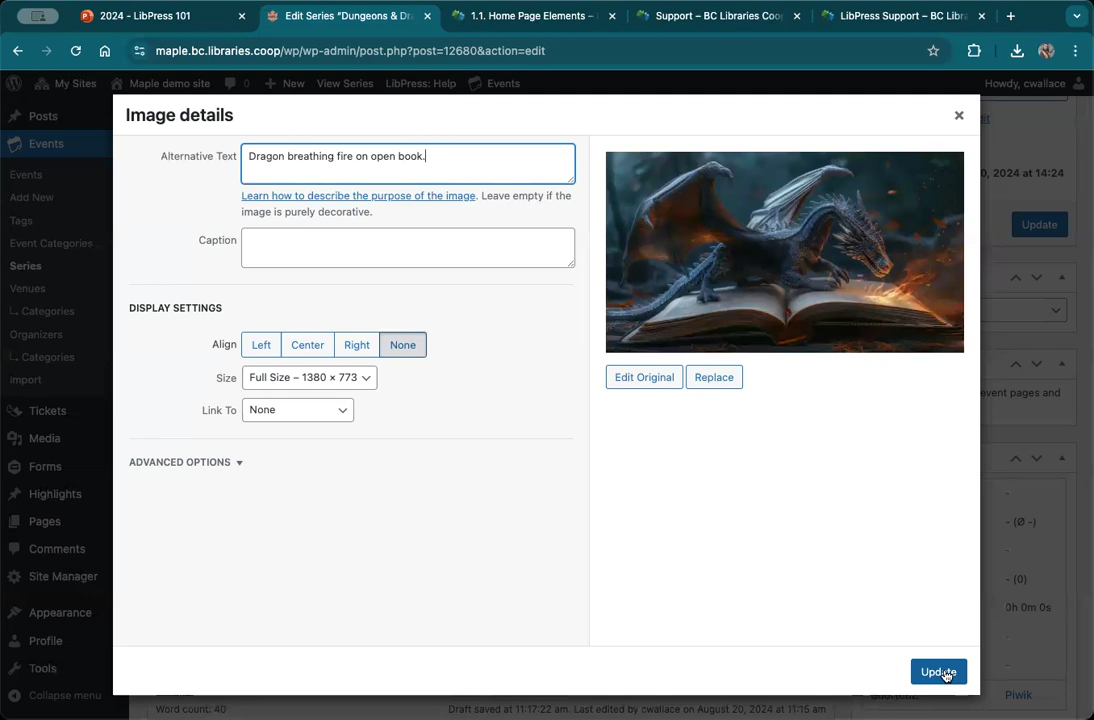 2024 - LibPress 101
Edit Series "Dungeons & Dra
1.1. Home Page Elements –
Support – BC Libraries Coo
LibPress Support – BC Libra
maple.bc.libraries.coop/wp/wp-admin/post.php?post=12680&action=edit
My Sites
Maple demo site
0
New
View Series
LibPress: Help
Events
Howdy, cwallace
Posts
Events
Events
Add New
Tags
Event Categories
Series
Venues
Categories
Organizers
Categories
Import
Tickets
Media
Forms
Highlights
Pages
Comments
Site Manager
Appearance
Profile
Tools
Collapse menu
Image details
Alternative Text
Dragon breathing fire on open book.
Learn how to describe the purpose of the image. Leave empty if the
image is purely decorative.
Caption
DISPLAY SETTINGS
Align
Left
Center
Right
None
Size
Full Size – 1380 × 773
Link To
None
ADVANCED OPTIONS
Edit Original
Replace
Update
0, 2024 at 14:24
Update
event pages and
-
- (Ø -)
-
- (0)
0h 0m 0s
-
-
Piwik
Word count: 40
Draft saved at 11:17:22 am. Last edited by cwallace on August 20, 2024 at 11:15 am